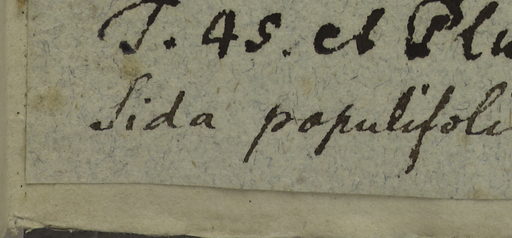 T. 45. et Plu
Sida populifoli